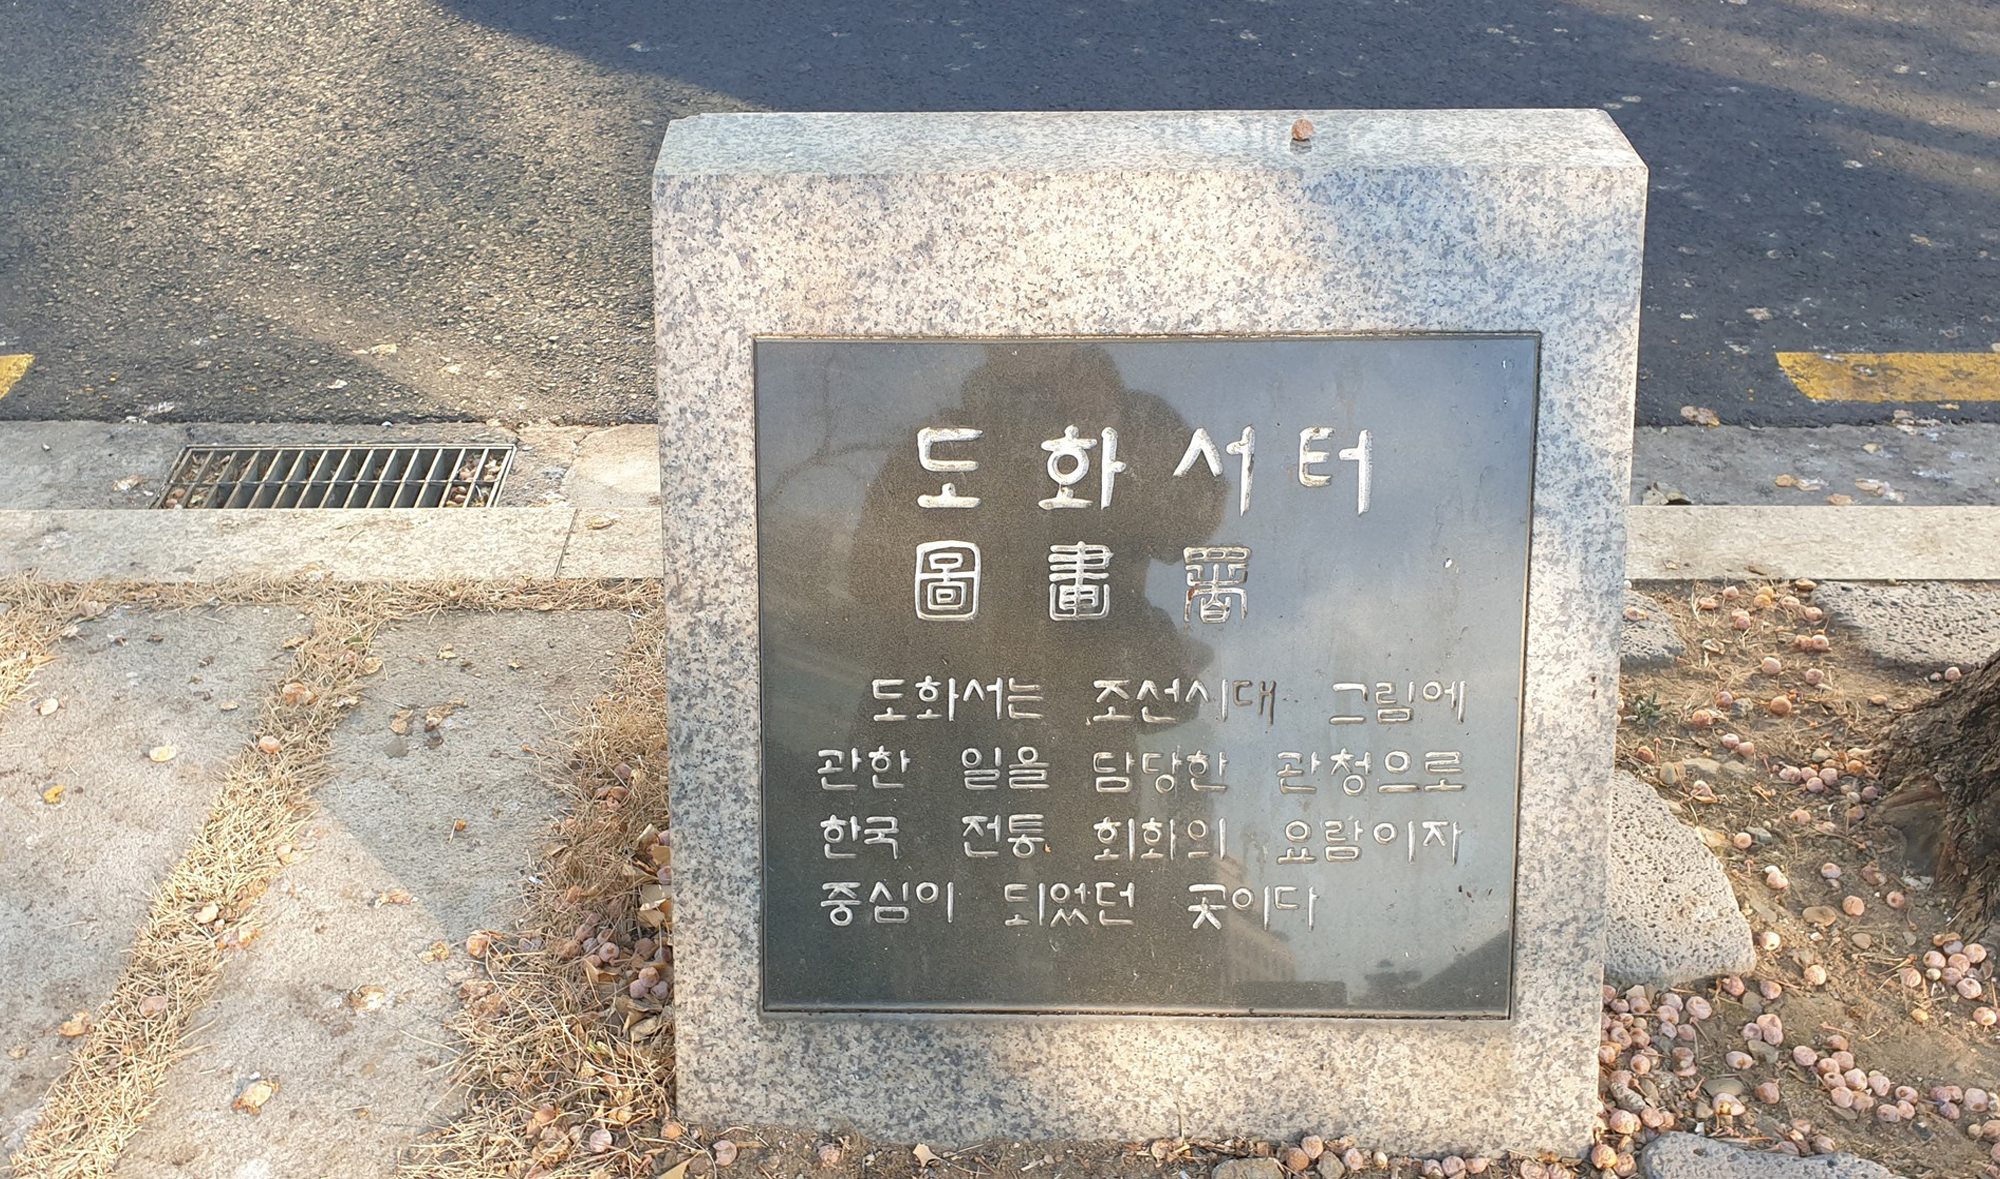 도화서터
圖畫署
도화서는 조선시대 그림에
관한 일을 담당한 관청으로
한국 전통 회화의 요람이자
중심이 되었던 곳이다